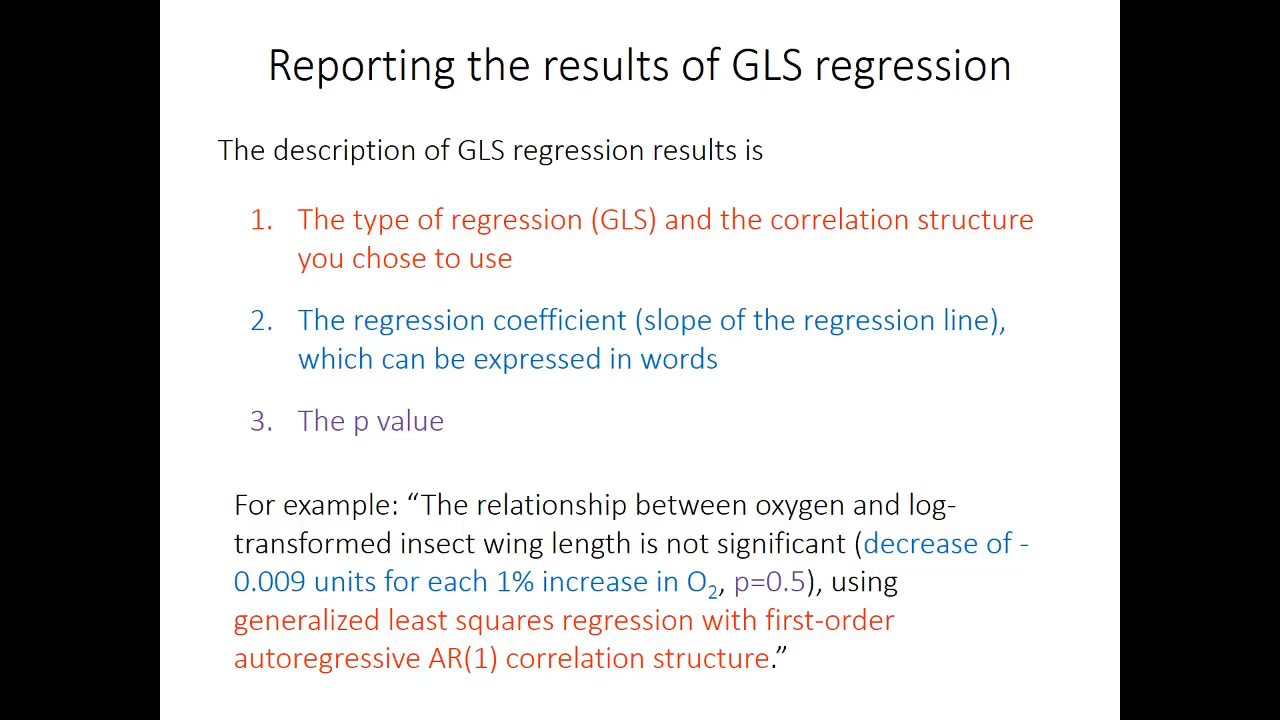 Reporting the results of GLS regression
The description of GLS regression results is
1. The type of regression (GLS) and the correlation structure
you chose to use
2. The regression coefficient (slope of the regression line),
which can be expressed in words
3. The p value
For example: “The relationship between oxygen and log-
transformed insect wing length is not significant (decrease of -
0.009 units for each 1% increase in O₂, p=0.5), using
generalized least squares regression with first-order
autoregressive AR(1) correlation structure.”